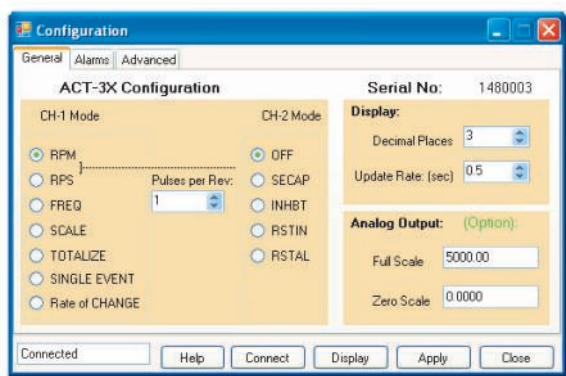 Configuration
General Alarms Advanced
ACT-3X Configuration
Serial No: 1480003
CH-1 Mode
CH-2 Mode
RPM
RPS
FREQ
SCALE
TOTALIZE
SINGLE EVENT
Rate of CHANGE
Pulses per Rev:
1
OFF
SECAP
INHBT
RSTIN
RSTAL
Display:
Decimal Places 3
Update Rate: (sec) 0.5
Analog Output: (Option):
Full Scale 5000.00
Zero Scale 0.0000
Connected Help Connect Display Apply Close